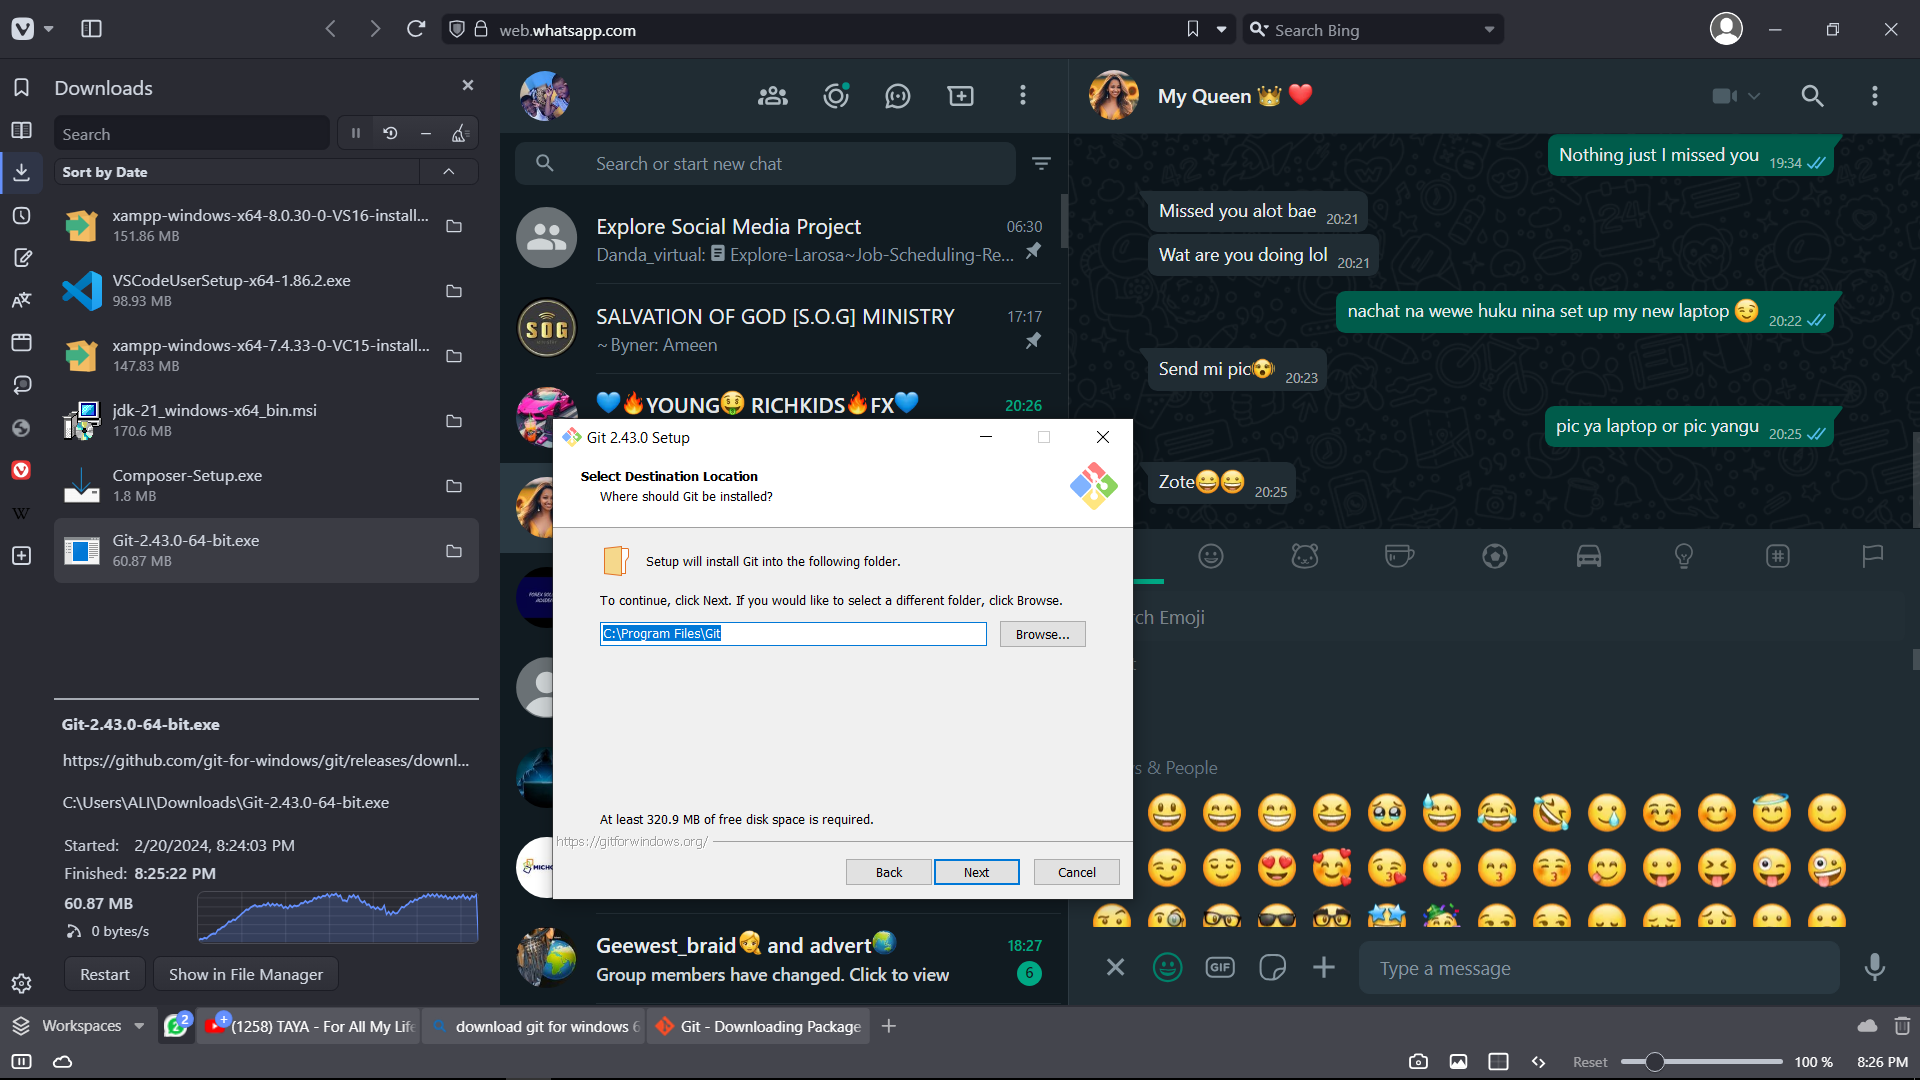 web.whatsapp.com
Search Bing
Downloads
Search
Sort by Date
xampp-windows-x64-8.0.30-0-VS16-install...
151.86 MB
VSCodeUserSetup-x64-1.86.2.exe
98.93 MB
xampp-windows-x64-7.4.33-0-VC15-install...
147.83 MB
jdk-21_windows-x64_bin.msi
170.6 MB
Composer-Setup.exe
1.8 MB
Git-2.43.0-64-bit.exe
60.87 MB
Git-2.43.0-64-bit.exe
https://github.com/git-for-windows/git/releases/downl...
C:\Users\ALI\Downloads\Git-2.43.0-64-bit.exe
Started: 2/20/2024, 8:24:03 PM
Finished: 8:25:22 PM
60.87 MB
0 bytes/s
Restart
Show in File Manager
Search or start new chat
Explore Social Media Project 06:30
Danda_virtual: Explore-Larosa~Job-Scheduling-Re...
SOG
SALVATION OF GOD [S.O.G] MINISTRY 17:17
~ Byner: Ameen
💙🔥YOUNG🤑 RICHKIDS🔥FX💙 20:26
Geewest_braid💇 and advert🌏 18:27
Group members have changed. Click to view 6
My Queen 👑 ❤️
Nothing just I missed you 19:34
Missed you alot bae 20:21
Wat are you doing lol 20:21
nachat na wewe huku nina set up my new laptop 😉 20:22
Send mi pic😵 20:23
pic ya laptop or pic yangu 20:25
Zote😀😀 20:25
ch Emoji
s & People
GIF
Type a message
Git 2.43.0 Setup
Select Destination Location
Where should Git be installed?
Setup will install Git into the following folder.
To continue, click Next. If you would like to select a different folder, click Browse.
C:\Program Files\Git
Browse...
At least 320.9 MB of free disk space is required.
https://gitforwindows.org/
Back
Next
Cancel
Workspaces
2
(1258) TAYA - For All My Life
download git for windows 6
Git - Downloading Package
Reset
100 %
8:26 PM